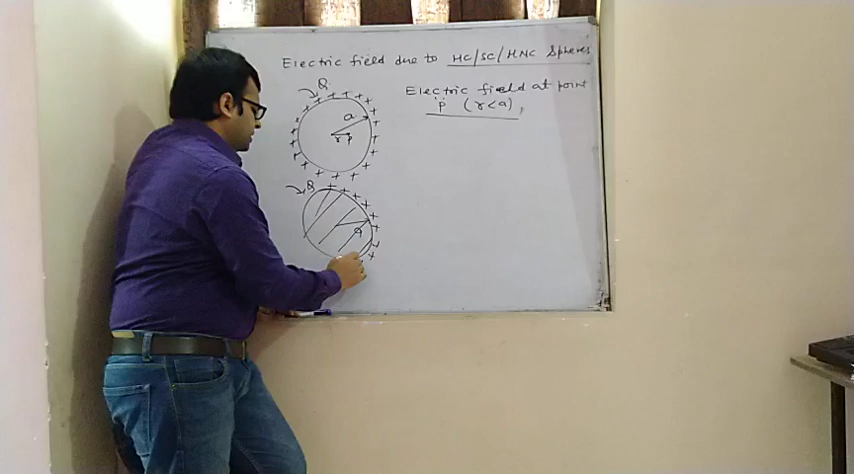 Electric field due to HC/SC/HNC Spheres
Electric field at point
P (r<a),
Q
a
r P
Q
a